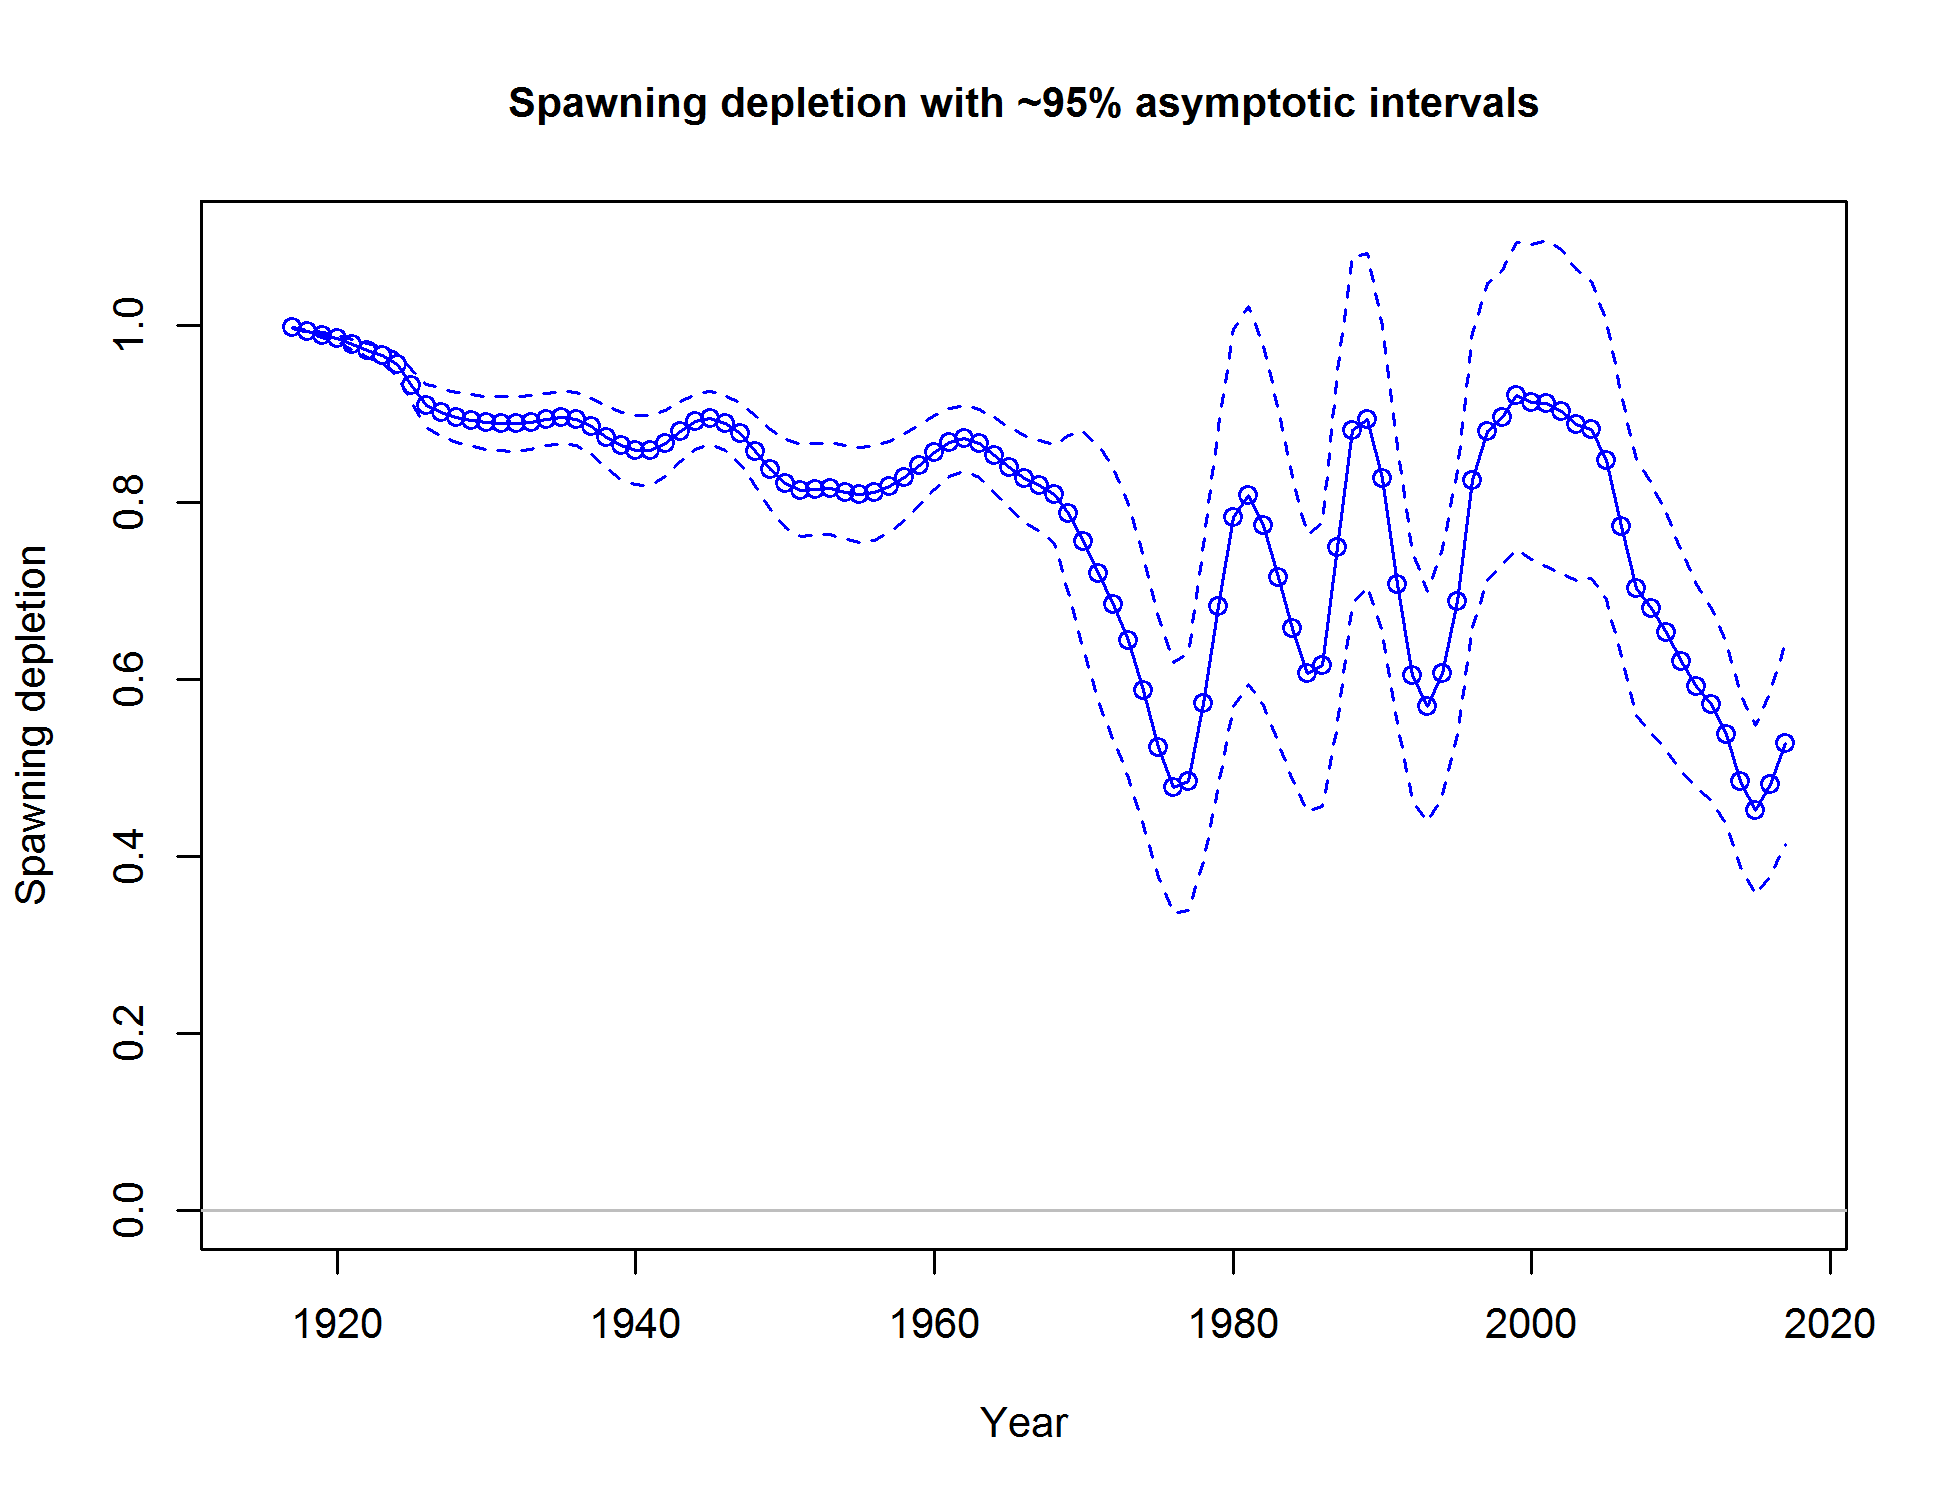 Spawning depletion with ~95% asymptotic intervals
Spawning depletion
1.0
0.8
0.6
0.4
0.2
0.0
1920 1940 1960 1980 2000 2020
Year